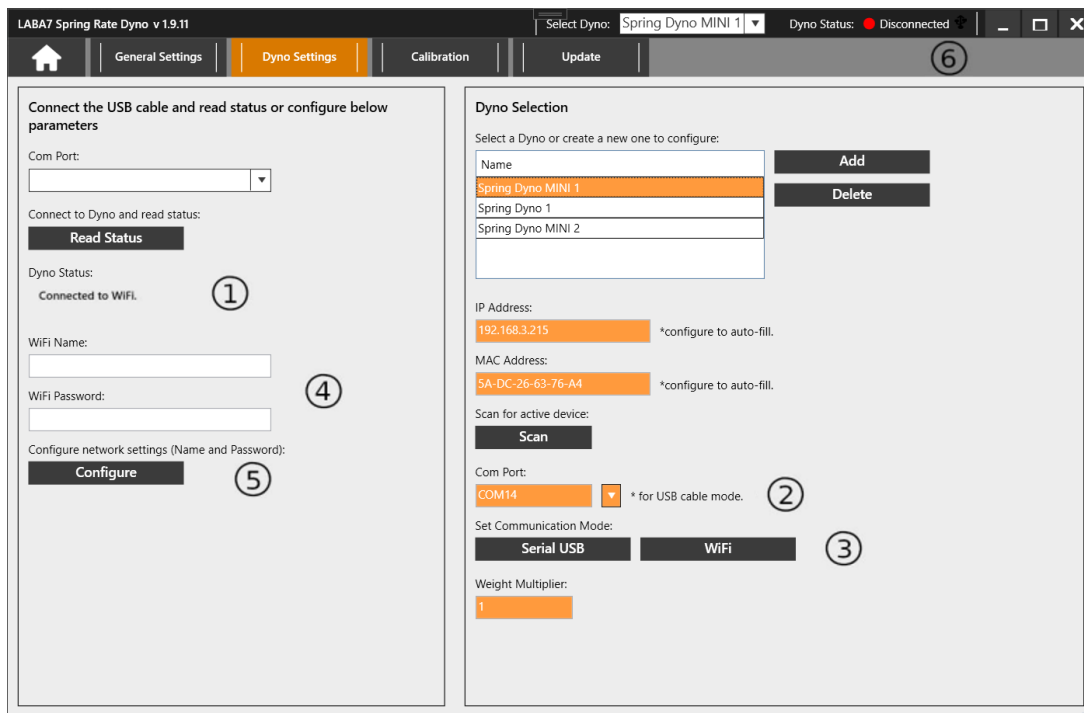 LABA7 Spring Rate Dyno v 1.9.11
Select Dyno: Spring Dyno MINI 1
Dyno Status: Disconnected
General Settings
Dyno Settings
Calibration
Update
⑥
Connect the USB cable and read status or configure below
parameters
Com Port:
Connect to Dyno and read status:
Read Status
Dyno Status:
Connected to WiFi.
①
WiFi Name:
④
WiFi Password:
Configure network settings (Name and Password):
Configure
⑤
Dyno Selection
Select a Dyno or create a new one to configure:
Name
Spring Dyno MINI 1
Spring Dyno 1
Spring Dyno MINI 2
Add
Delete
IP Address:
192.168.3.215 *configure to auto-fill.
MAC Address:
5A-DC-26-63-76-A4 *configure to auto-fill.
Scan for active device:
Scan
Com Port:
COM14 * for USB cable mode.
②
Set Communication Mode:
Serial USB WiFi
③
Weight Multiplier:
1